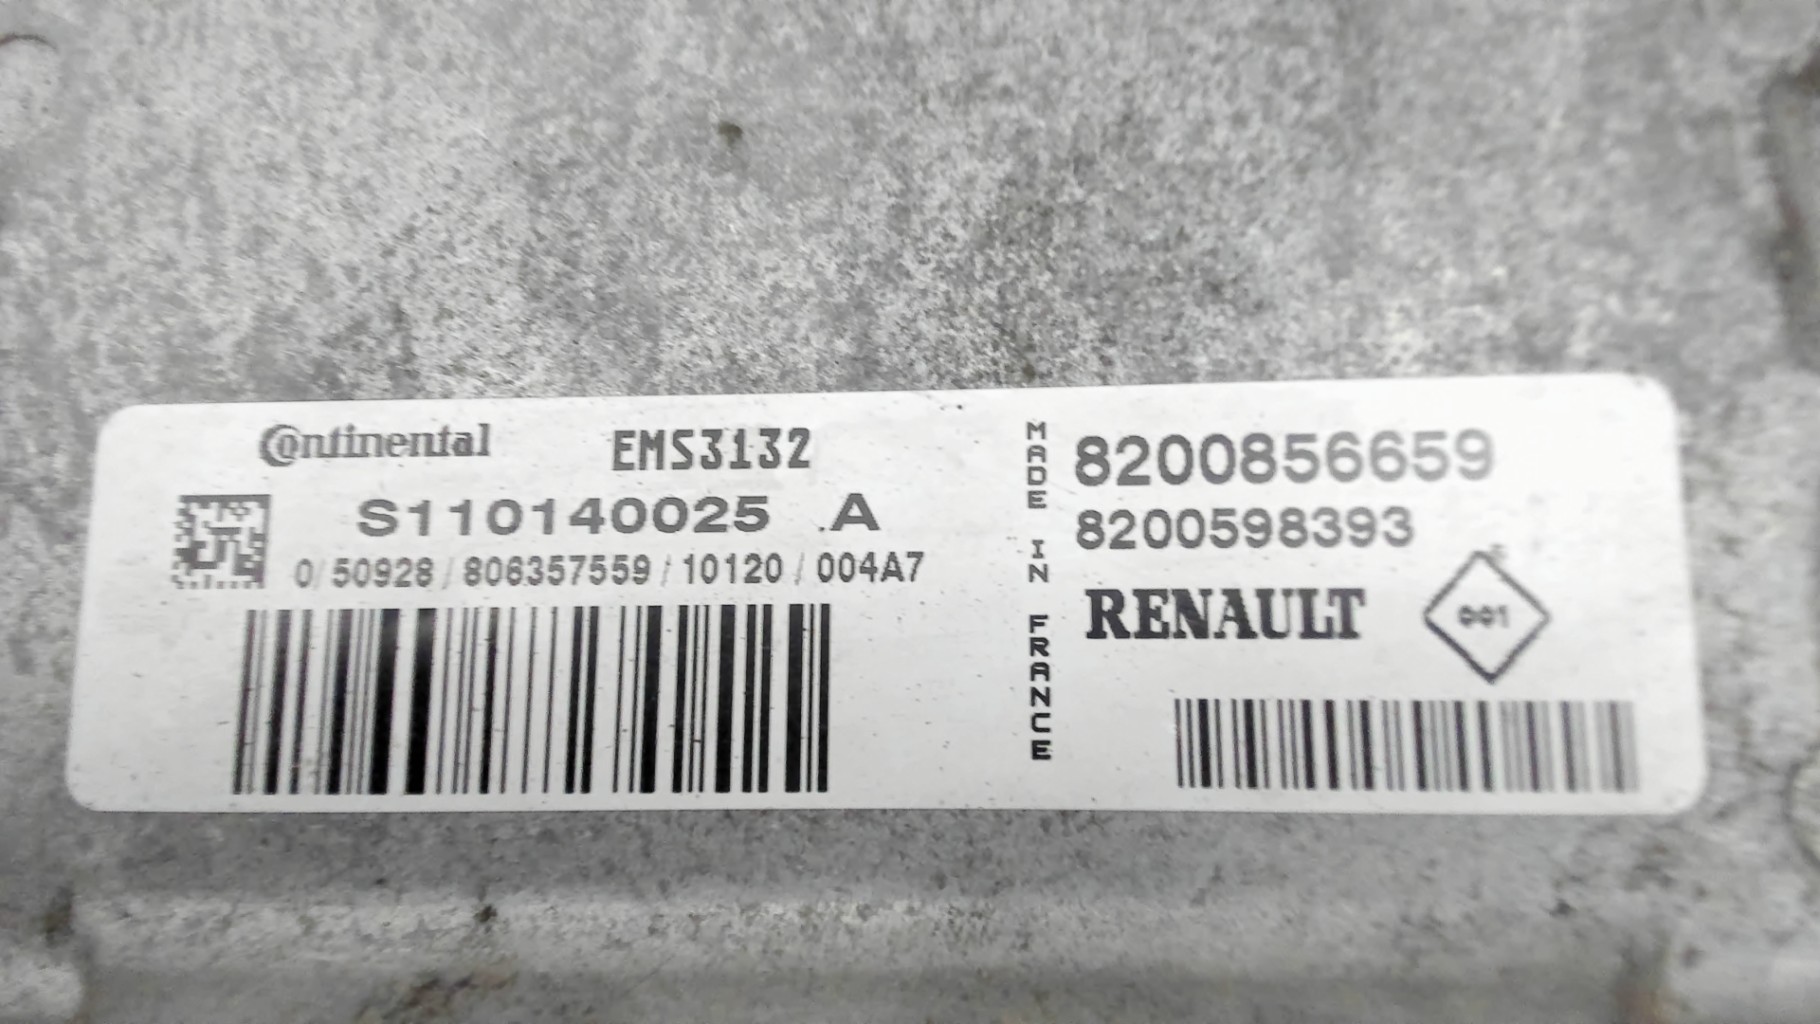 Continental EMS3132
S110140025 A
0/50928/806357559/10120/004A7
MADE IN FRANCE
8200856659
8200598393
RENAULT
001